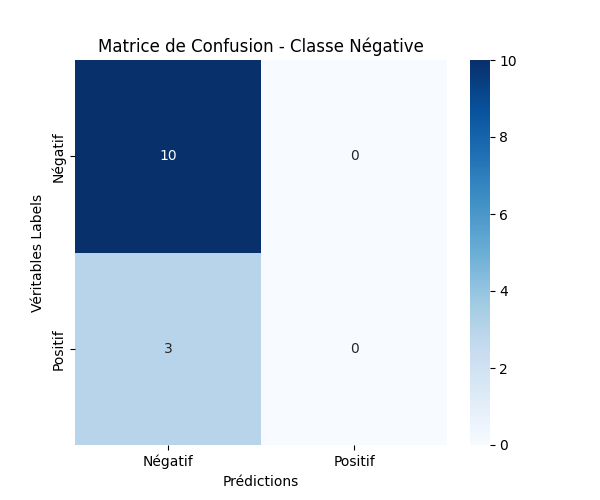 Matrice de Confusion - Classe Négative
Véritables Labels
Négatif
10
0
Positif
3
0
Négatif
Positif
Prédictions
10
8
6
4
2
0